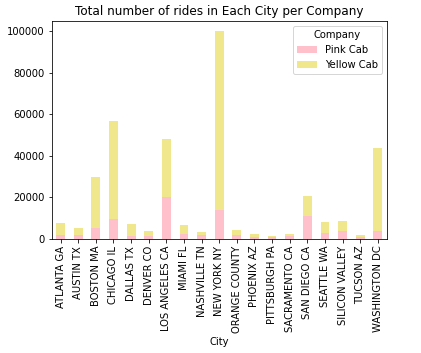 Total number of rides in Each City per Company
Company
Pink Cab
Yellow Cab
100000
80000
60000
40000
20000
0
ATLANTA GA
AUSTIN TX
BOSTON MA
CHICAGO IL
DALLAS TX
DENVER CO
LOS ANGELES CA
MIAMI FL
NASHVILLE TN
NEW YORK NY
ORANGE COUNTY
PHOENIX AZ
PITTSBURGH PA
SACRAMENTO CA
SAN DIEGO CA
SEATTLE WA
SILICON VALLEY
TUCSON AZ
WASHINGTON DC
City